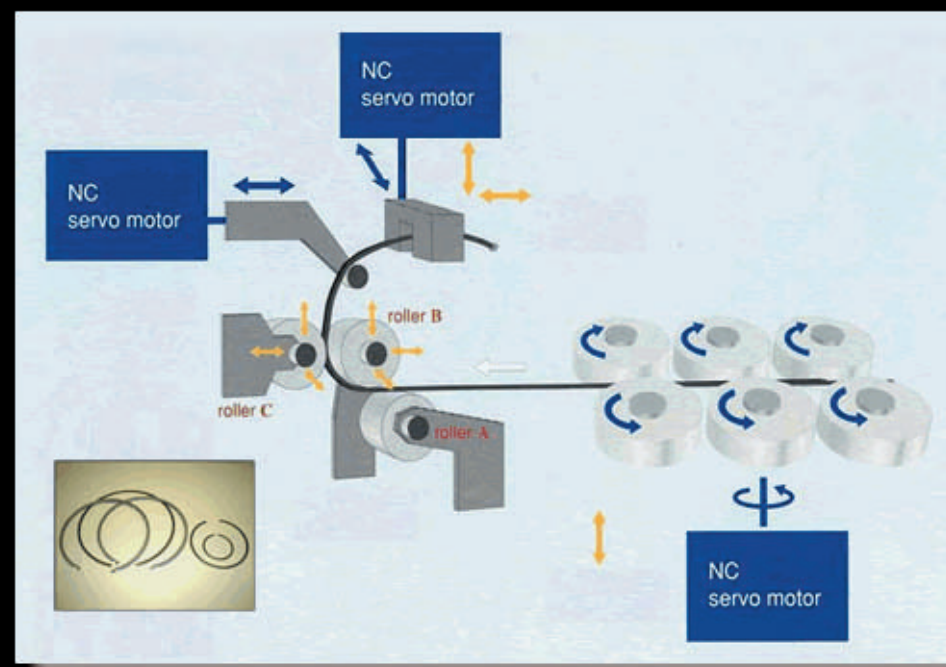 NC
servo motor
NC
servo motor
roller B
roller C
roller A
NC
servo motor